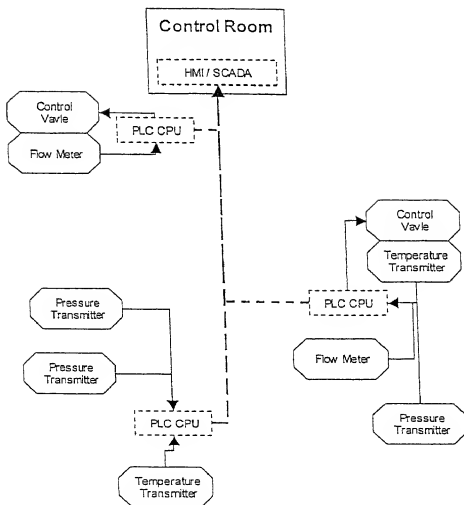 Control Room
HMI / SCADA
Control
Vavle
PLC CPU
Flow Meter
Control
Vavle
Temperature
Transmitter
PLC CPU
Flow Meter
Pressure
Transmitter
Pressure
Transmitter
Pressure
Transmitter
PLC CPU
Temperature
Transmitter